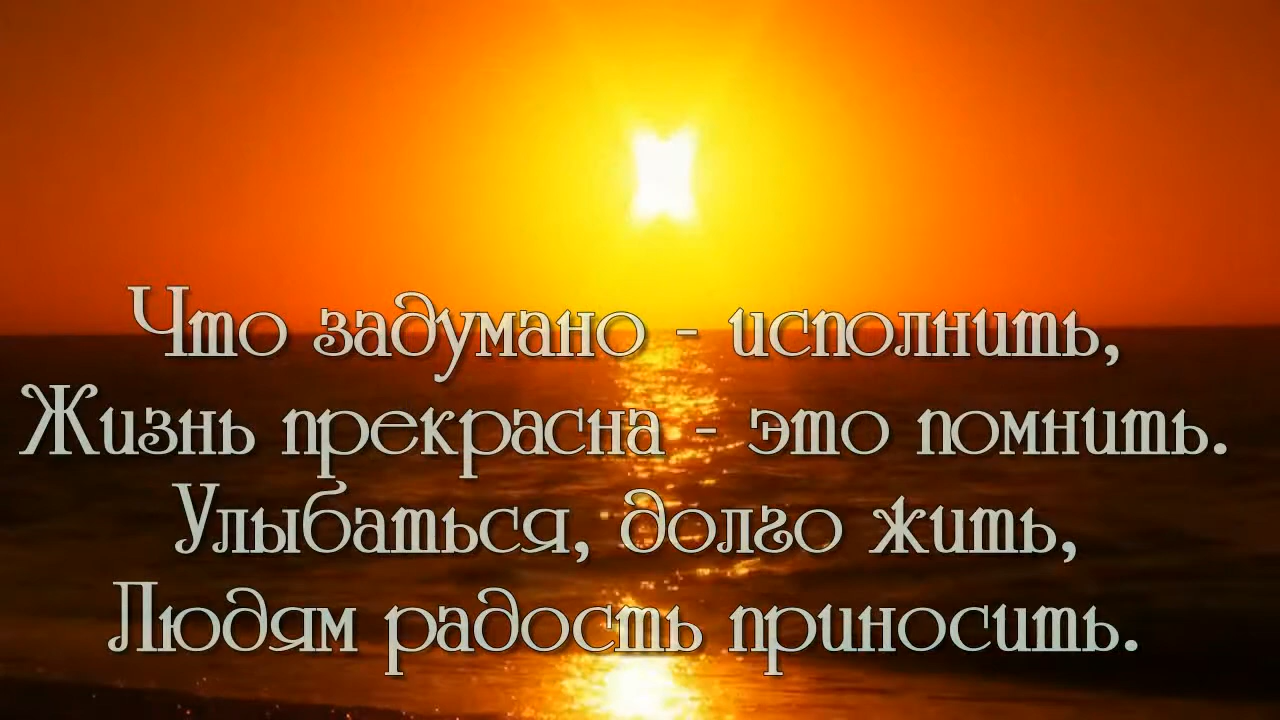 Что задумано - исполнить,
Жизнь прекрасна - это помнить.
Улыбаться, долго жить,
Людям радость приносить.